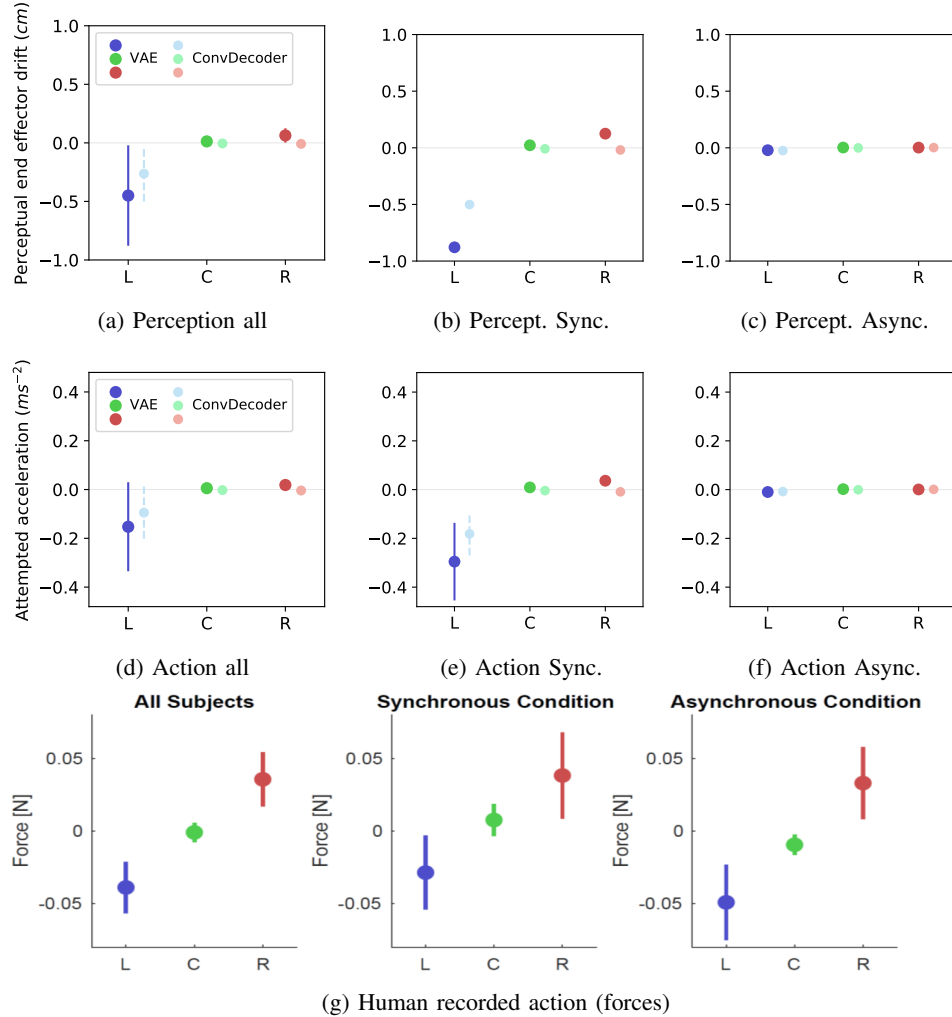 Perceptual end effector drift (cm)
1.0
0.5
0.0
−0.5
−1.0
VAE
ConvDecoder
L
C
R
(a) Perception all
1.0
0.5
0.0
−0.5
−1.0
L
C
R
(b) Percept. Sync.
1.0
0.5
0.0
−0.5
−1.0
L
C
R
(c) Percept. Async.
Attempted acceleration (ms⁻²)
0.4
0.2
0.0
−0.2
−0.4
VAE
ConvDecoder
L
C
R
(d) Action all
0.4
0.2
0.0
−0.2
−0.4
L
C
R
(e) Action Sync.
0.4
0.2
0.0
−0.2
−0.4
L
C
R
(f) Action Async.
All Subjects
Force [N]
0.05
0
-0.05
L
C
R
Synchronous Condition
Force [N]
0.05
0
-0.05
L
C
R
Asynchronous Condition
Force [N]
0.05
0
-0.05
L
C
R
(g) Human recorded action (forces)